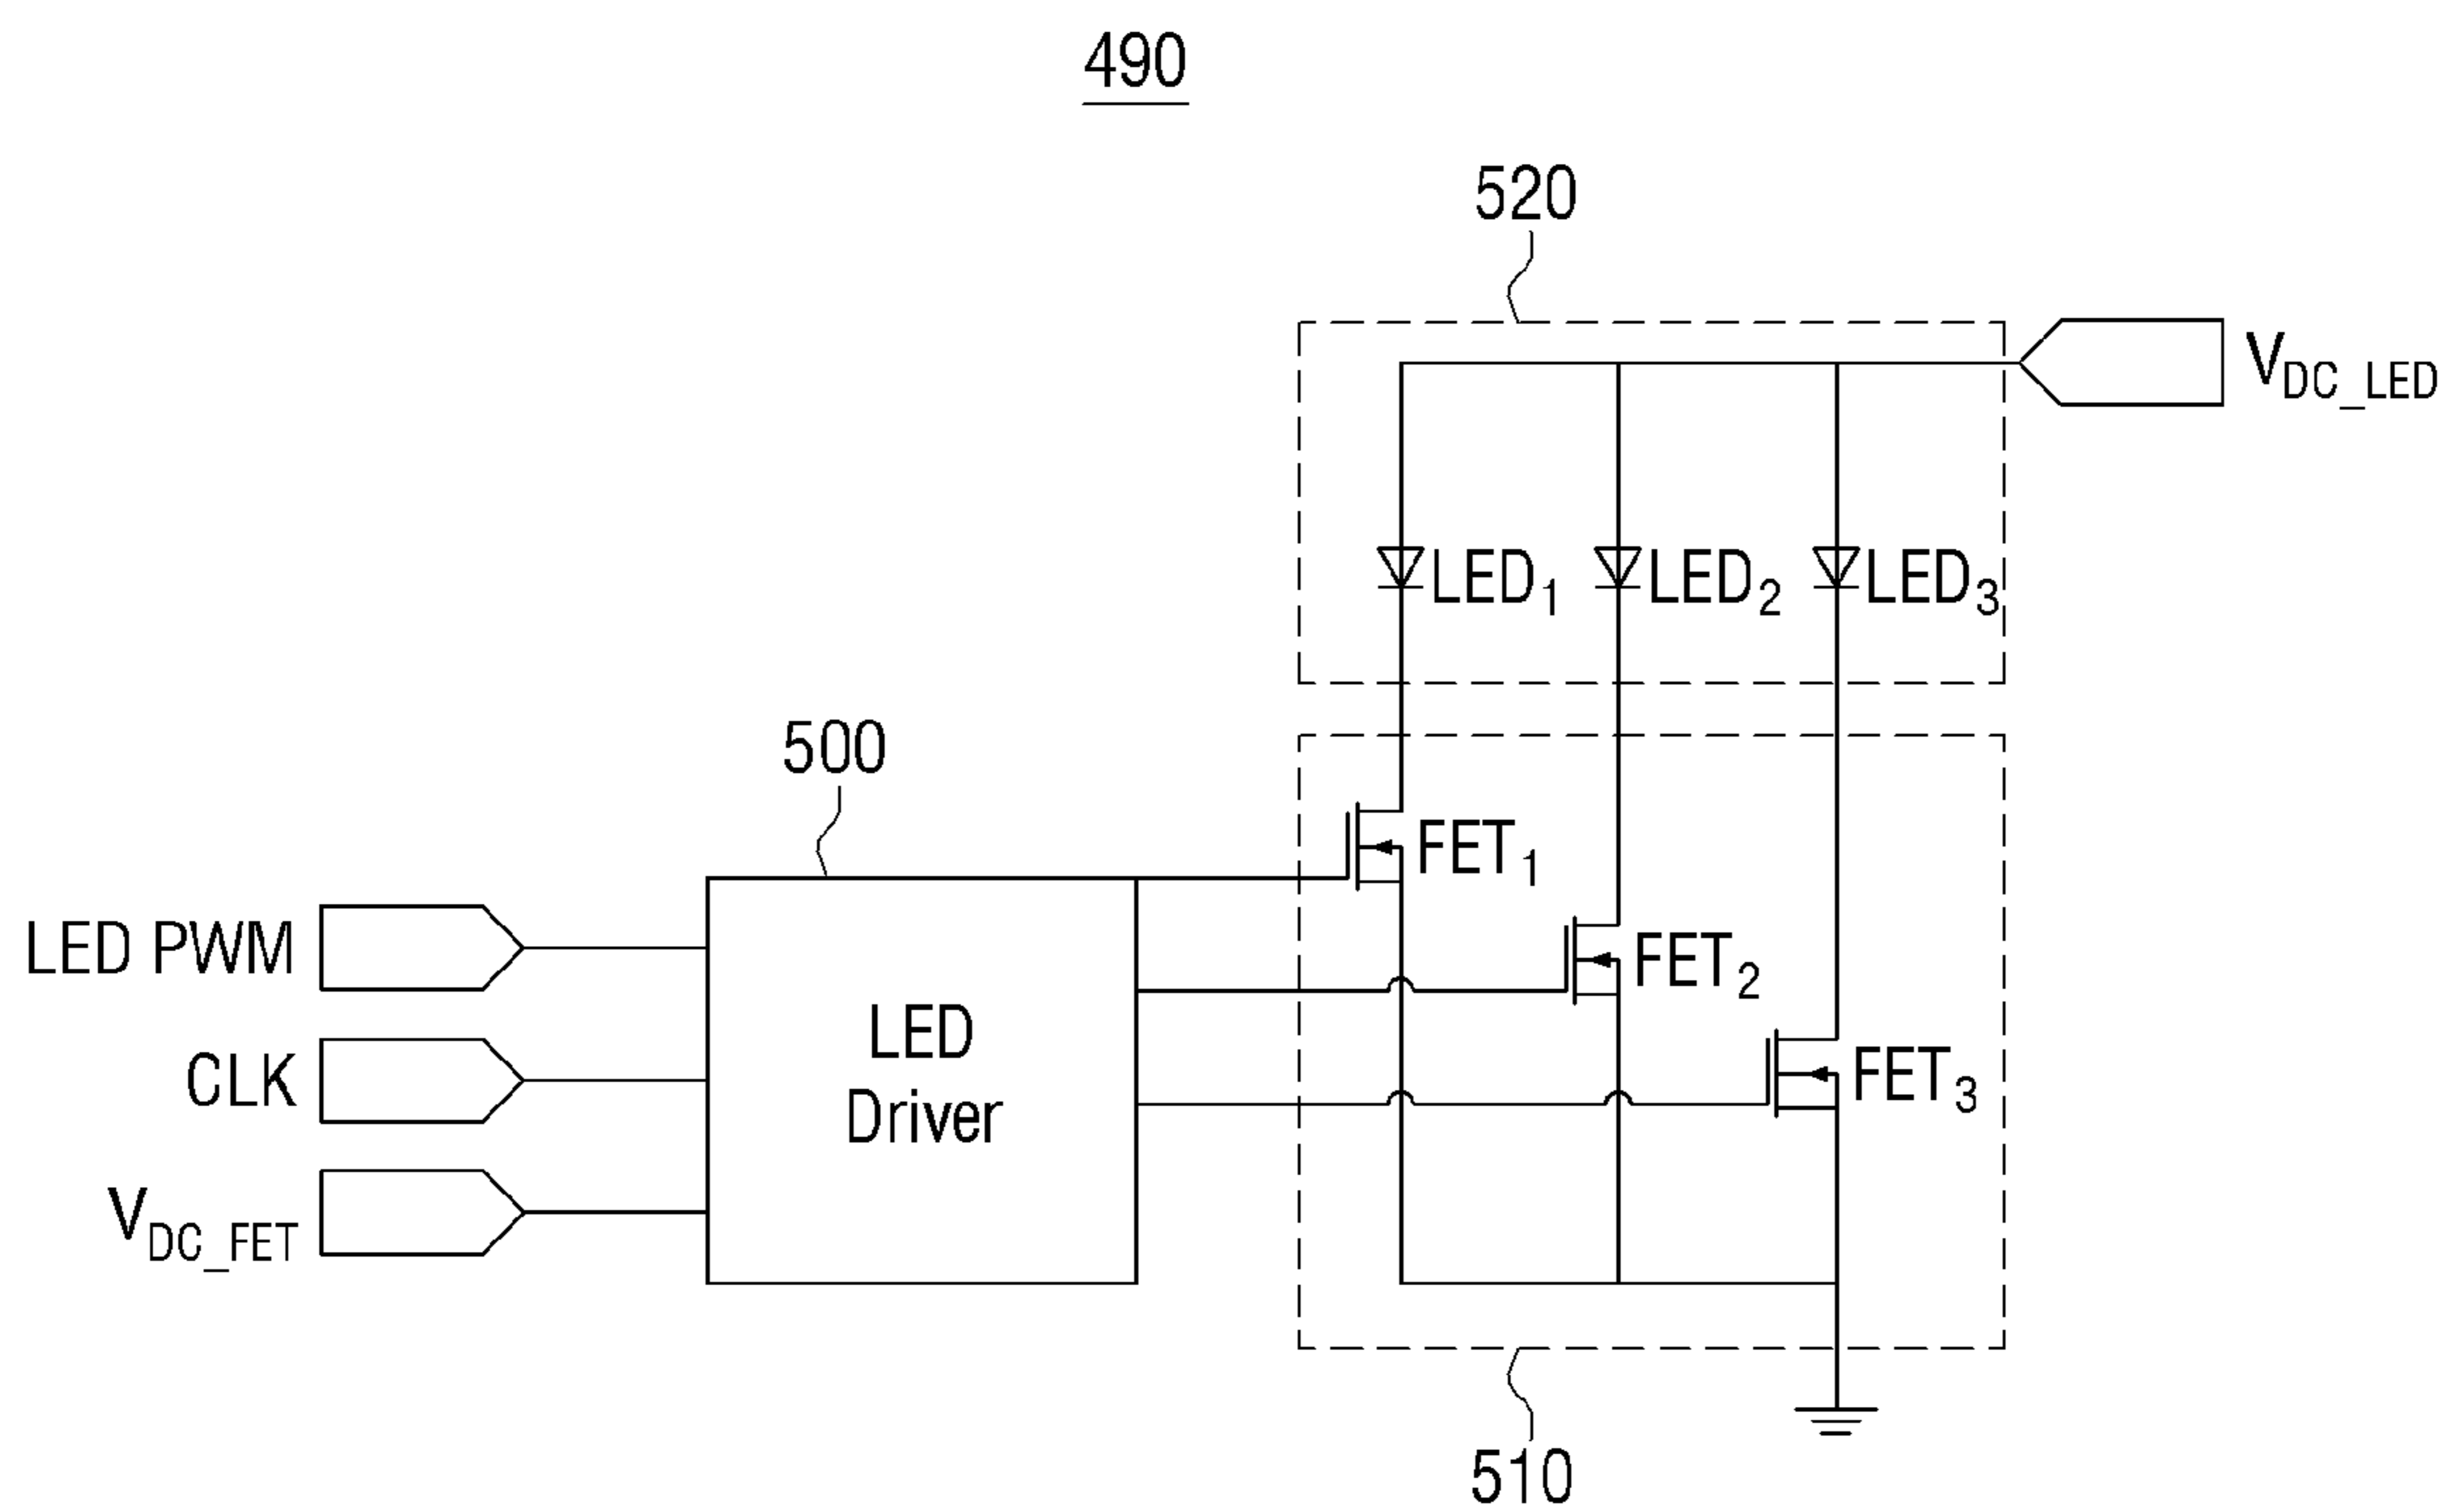 490
520
V_DC_LED
LED1 LED2 LED3
500
FET1
LED PWM
FET2
LED
Driver
CLK
FET3
V_DC_FET
510